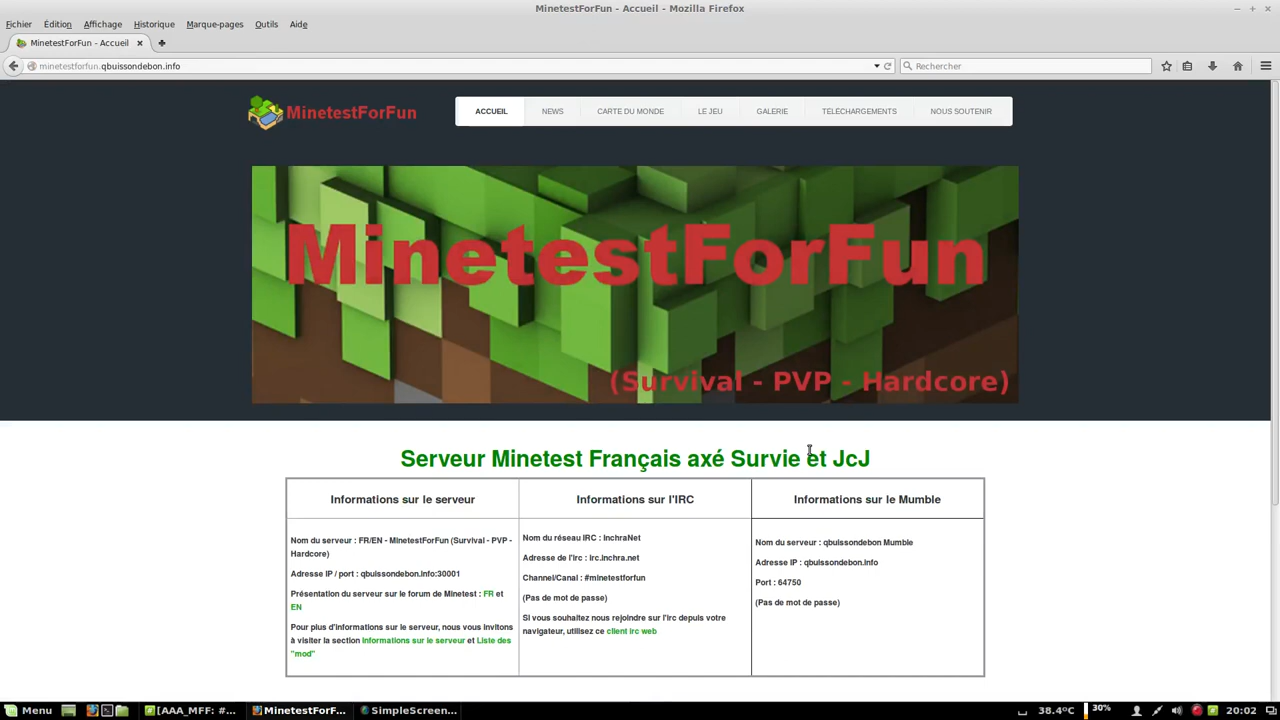 MinetestForFun - Accueil - Mozilla Firefox
Fichier Édition Affichage Historique Marque-pages Outils Aide
MinetestForFun - Accueil
minetestforfun.qbuissondebon.info
Rechercher
MinetestForFun
ACCUEIL NEWS CARTE DU MONDE LE JEU GALERIE TÉLÉCHARGEMENTS NOUS SOUTENIR
MinetestForFun
(Survival - PVP - Hardcore)
Serveur Minetest Français axé Survie et JcJ
Informations sur le serveur
Nom du serveur : FR/EN - MinetestForFun (Survival - PVP -
Hardcore)
Adresse IP / port : qbuissondebon.info:30001
Présentation du serveur sur le forum de Minetest : FR et
EN
Pour plus d'informations sur le serveur, nous vous invitons
à visiter la section Informations sur le serveur et Liste des
"mod"
Informations sur l'IRC
Nom du réseau IRC : InchraNet
Adresse de l'irc : irc.inchra.net
Channel/Canal : #minetestforfun
(Pas de mot de passe)
Si vous souhaitez nous rejoindre sur l'irc depuis votre
navigateur, utilisez ce client irc web
Informations sur le Mumble
Nom du serveur : qbuissondebon Mumble
Adresse IP : qbuissondebon.info
Port : 64750
(Pas de mot de passe)
Menu
[AAA_MFF: #...
MinetestForF...
SimpleScreen...
38.4°C
30%
20:02